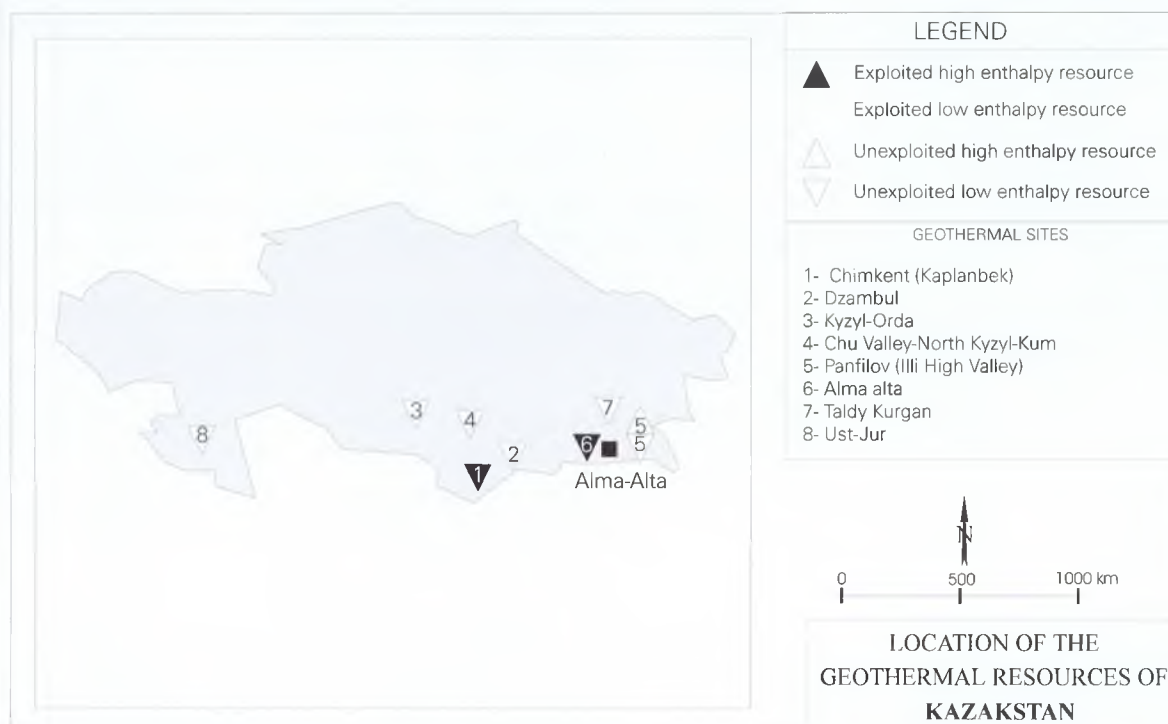 LEGEND
Exploited high enthalpy resource
Exploited low enthalpy resource
Unexploited high enthalpy resource
Unexploited low enthalpy resource
GEOTHERMAL SITES
1- Chimkent (Kaplanbek)
2- Dzambul
3- Kyzyl-Orda
4- Chu Valley-North Kyzyl-Kum
5- Panfilov (Illi High Valley)
6- Alma alta
7- Taldy Kurgan
8- Ust-Jur
3
4
7
5
8
2
6
5
1
Alma-Alta
N
0 500 1000 km
LOCATION OF THE
GEOTHERMAL RESOURCES OF
KAZAKSTAN